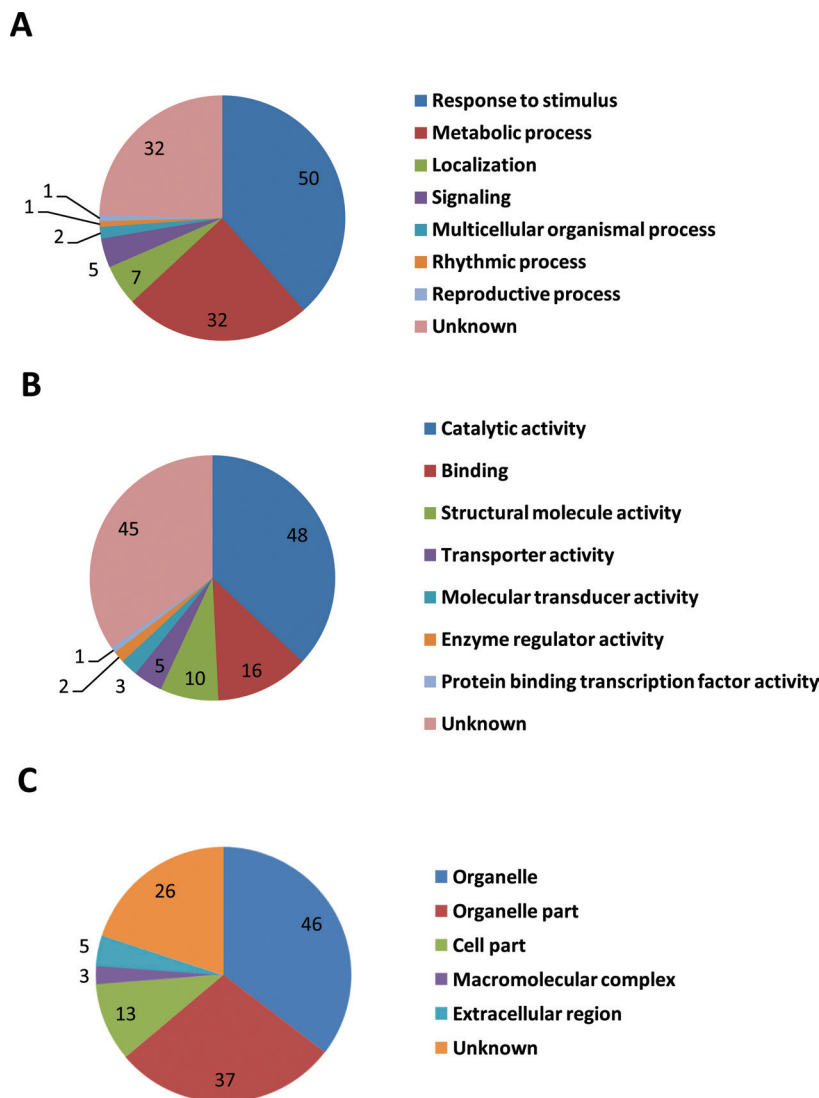 A
32
50
1
1
2
5
7
32
Response to stimulus
Metabolic process
Localization
Signaling
Multicellular organismal process
Rhythmic process
Reproductive process
Unknown
B
45
48
1
2
3
5
10
16
Catalytic activity
Binding
Structural molecule activity
Transporter activity
Molecular transducer activity
Enzyme regulator activity
Protein binding transcription factor activity
Unknown
C
26
46
5
3
13
37
Organelle
Organelle part
Cell part
Macromolecular complex
Extracellular region
Unknown